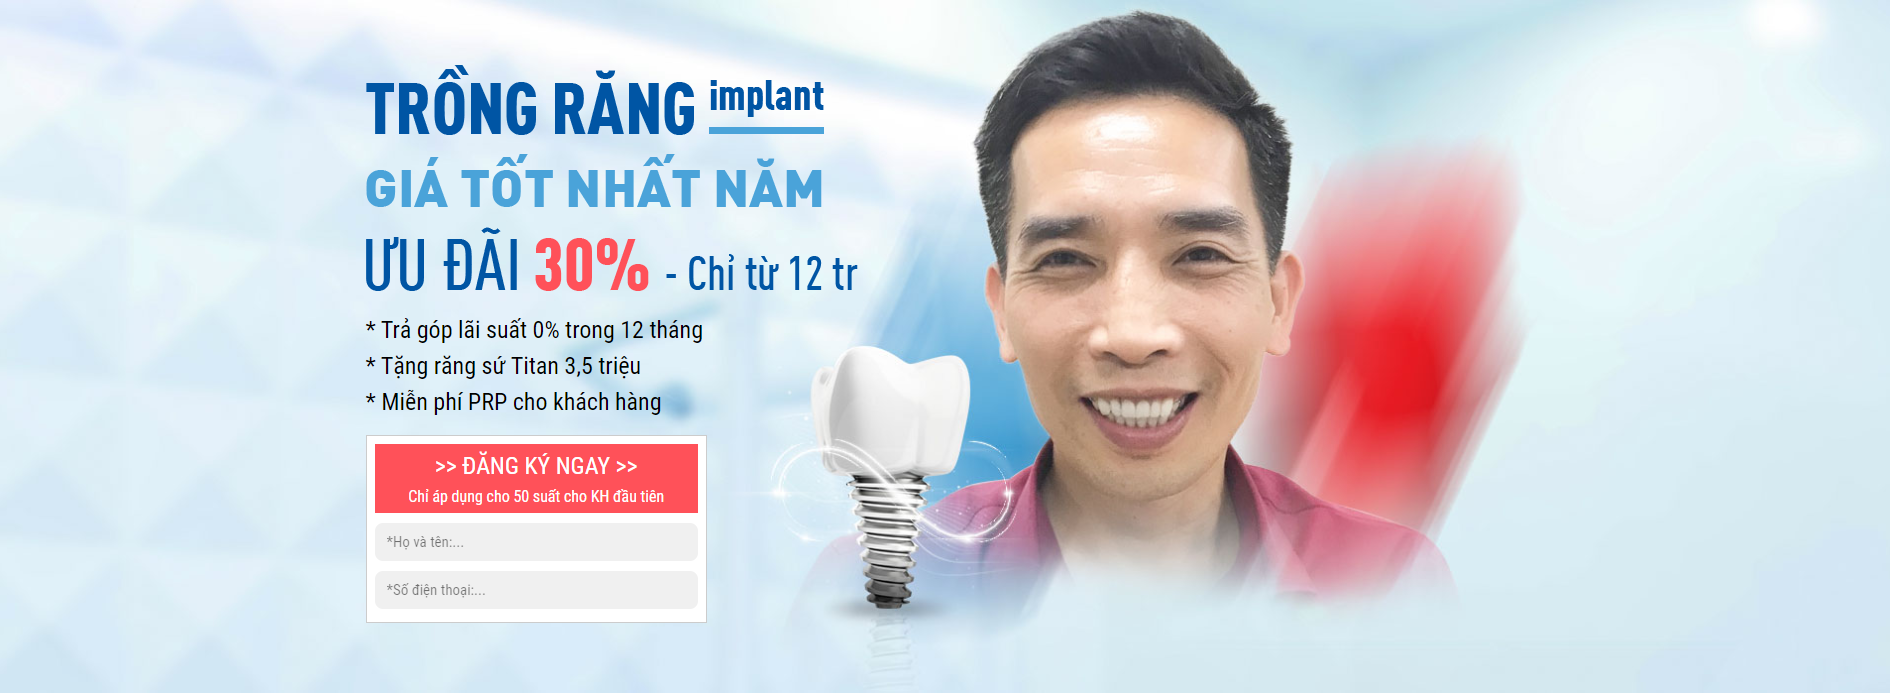 TRỒNG RĂNG implant
GIÁ TỐT NHẤT NĂM
ƯU ĐÃI 30% - Chỉ từ 12 tr
* Trả góp lãi suất 0% trong 12 tháng
* Tặng răng sứ Titan 3,5 triệu
* Miễn phí PRP cho khách hàng
>> ĐĂNG KÝ NGAY >>
Chỉ áp dụng cho 50 suất cho KH đầu tiên
*Họ và tên:...
*Số điện thoại:...